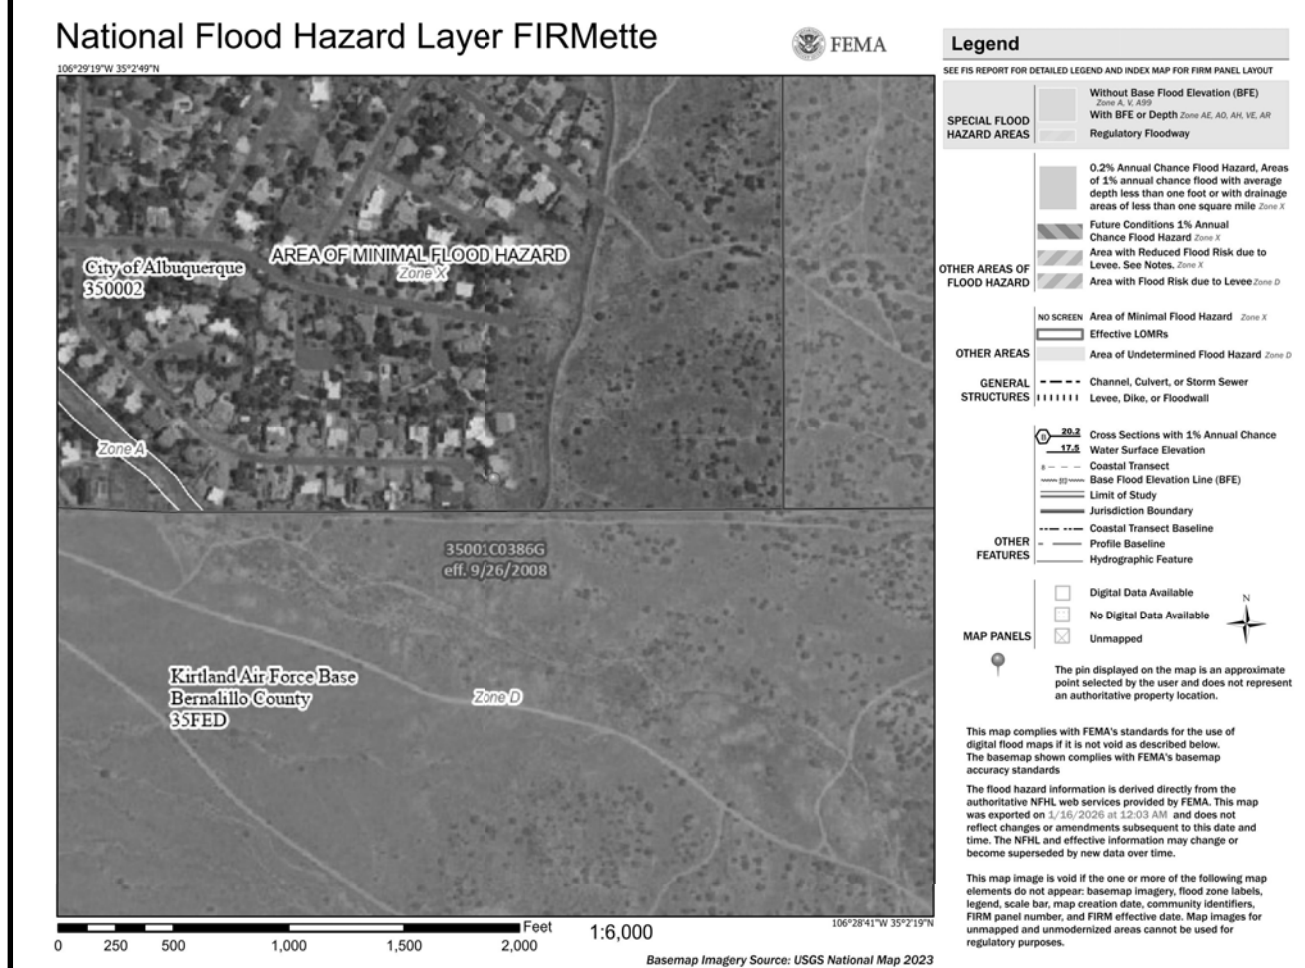 National Flood Hazard Layer FIRMette
FEMA
106°29'19"W 35°2'49"N
AREA OF MINIMAL FLOOD HAZARD
Zone X
City of Albuquerque
350002
Zone A
35001C0386G
eff. 9/26/2008
Kirtland Air Force Base
Bernalillo County
35FED
Zone D
106°28'41"W 35°2'19"N
0 250 500 1,000 1,500 2,000
Feet
1:6,000
Basemap Imagery Source: USGS National Map 2023
Legend
SEE FIS REPORT FOR DETAILED LEGEND AND INDEX MAP FOR FIRM PANEL LAYOUT
SPECIAL FLOOD
HAZARD AREAS
Without Base Flood Elevation (BFE)
Zone A, V, A99
With BFE or Depth Zone AE, AO, AH, VE, AR
Regulatory Floodway
OTHER AREAS OF
FLOOD HAZARD
0.2% Annual Chance Flood Hazard, Areas
of 1% annual chance flood with average
depth less than one foot or with drainage
areas of less than one square mile Zone X
Future Conditions 1% Annual
Chance Flood Hazard Zone X
Area with Reduced Flood Risk due to
Levee. See Notes. Zone X
Area with Flood Risk due to Levee Zone D
OTHER AREAS
NO SCREEN Area of Minimal Flood Hazard Zone X
Effective LOMRs
Area of Undetermined Flood Hazard Zone D
GENERAL
STRUCTURES
Channel, Culvert, or Storm Sewer
Levee, Dike, or Floodwall
OTHER
FEATURES
B 20.2 Cross Sections with 1% Annual Chance
17.5 Water Surface Elevation
8 Coastal Transect
513 Base Flood Elevation Line (BFE)
Limit of Study
Jurisdiction Boundary
Coastal Transect Baseline
Profile Baseline
Hydrographic Feature
MAP PANELS
Digital Data Available
No Digital Data Available
Unmapped
N
The pin displayed on the map is an approximate
point selected by the user and does not represent
an authoritative property location.
This map complies with FEMA's standards for the use of
digital flood maps if it is not void as described below.
The basemap shown complies with FEMA's basemap
accuracy standards
The flood hazard information is derived directly from the
authoritative NFHL web services provided by FEMA. This map
was exported on 1/16/2026 at 12:03 AM and does not
reflect changes or amendments subsequent to this date and
time. The NFHL and effective information may change or
become superseded by new data over time.
This map image is void if the one or more of the following map
elements do not appear: basemap imagery, flood zone labels,
legend, scale bar, map creation date, community identifiers,
FIRM panel number, and FIRM effective date. Map images for
unmapped and unmodernized areas cannot be used for
regulatory purposes.